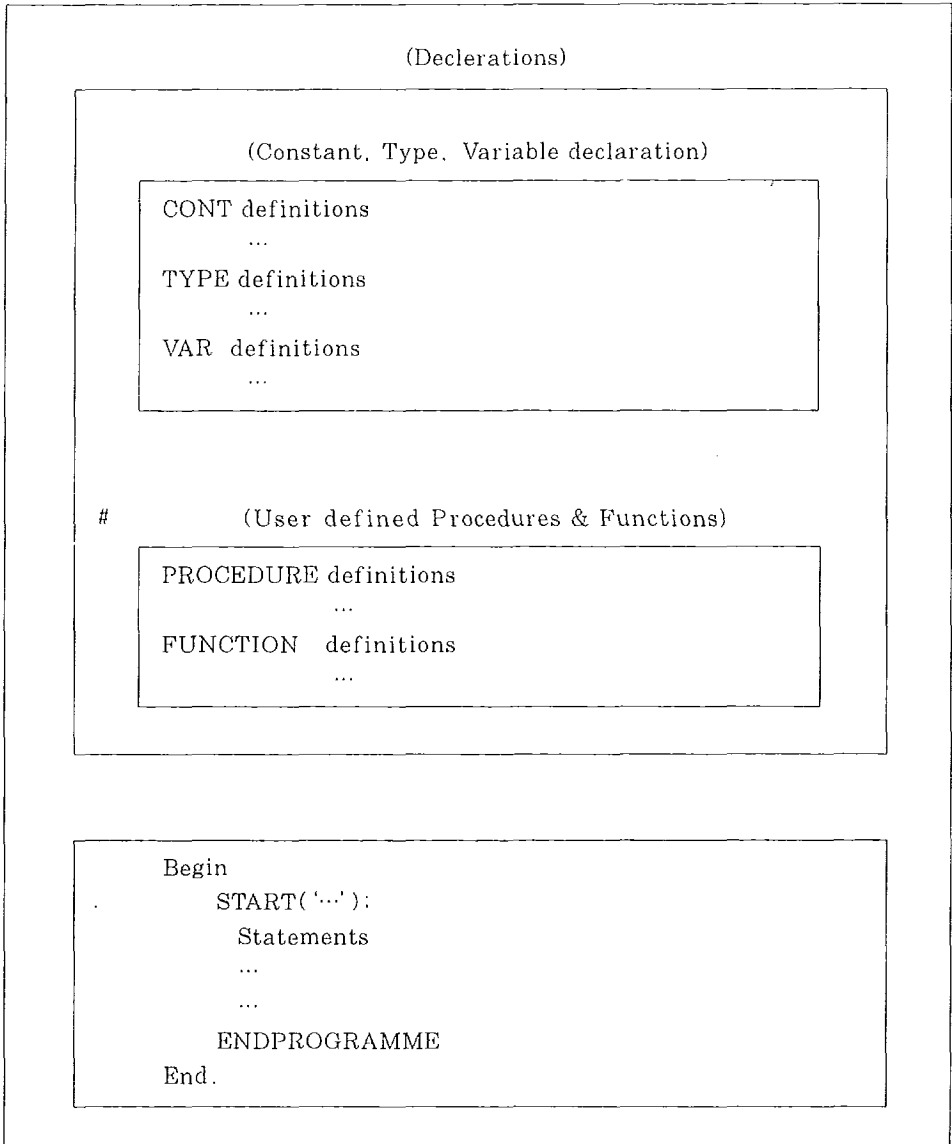 (Declerations)
(Constant, Type, Variable declaration)
CONT definitions
...
TYPE definitions
...
VAR definitions
...
# (User defined Procedures & Functions)
PROCEDURE definitions
...
FUNCTION definitions
...
Begin
START('...');
Statements
...
...
ENDPROGRAMME
End.